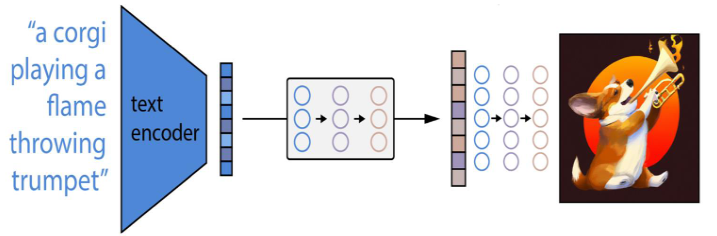 “a corgi
playing a
flame
throwing
trumpet”
text
encoder